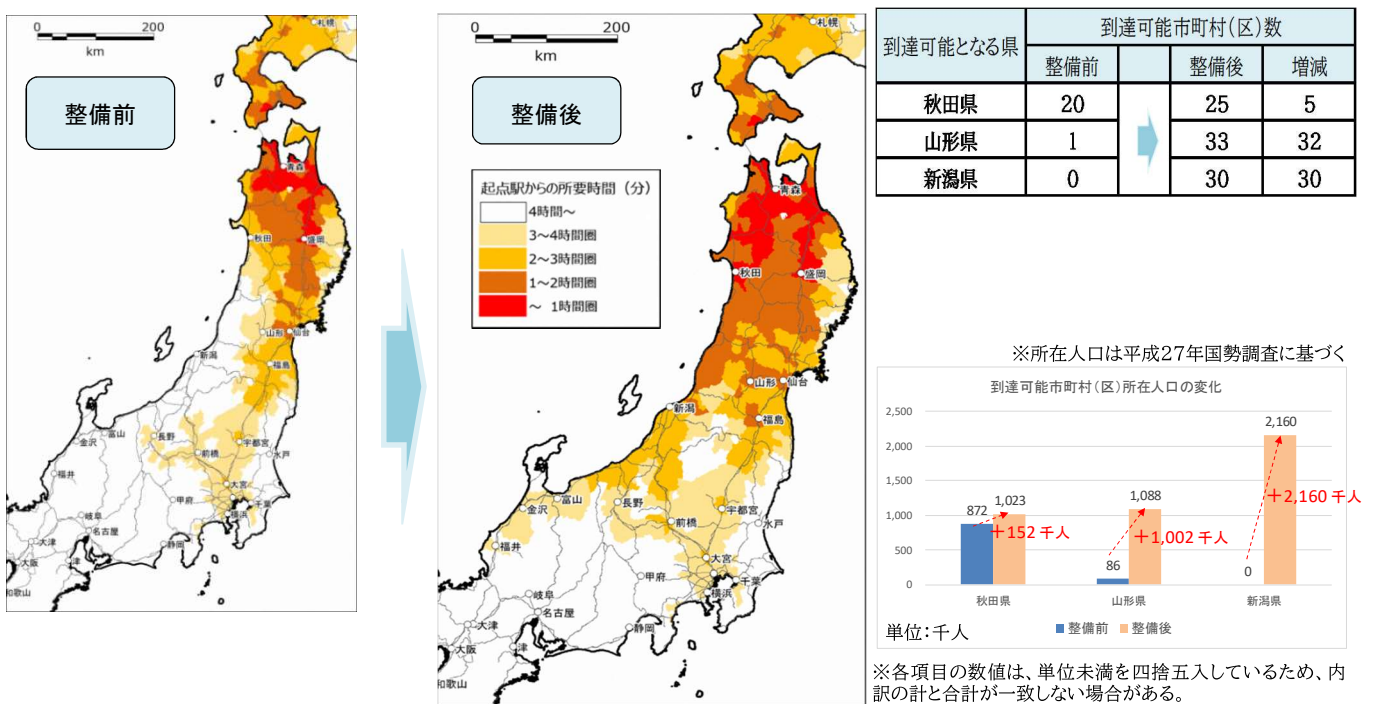 0 200
km
整備前
札幌
青森
秋田
盛岡
山形
仙台
新潟
福島
金沢
富山
長野
宇都宮
前橋
水戸
福井
大宮
甲府
千葉
横浜
岐阜
名古屋
静岡
大津
大阪
津
和歌山
0 200
km
整備後
起点駅からの所要時間(分)
4時間~
3~4時間圏
2~3時間圏
1~2時間圏
~ 1時間圏
札幌
青森
秋田
盛岡
山形
仙台
新潟
福島
富山
長野
金沢
宇都宮
前橋
水戸
福井
大宮
甲府
千葉
横浜
岐阜
名古屋
静岡
大津
大阪
津
和歌山
到達可能となる県 到達可能市町村(区)数
整備前 整備後 増減
秋田県 20 25 5
山形県 1 33 32
新潟県 0 30 30
※所在人口は平成27年国勢調査に基づく
到達可能市町村(区)所在人口の変化
2,500
2,000
1,500
1,000
500
0
872
1,023
+152 千人
86
1,088
+1,002 千人
0
2,160
+2,160 千人
秋田県 山形県 新潟県
単位:千人
整備前 整備後
※各項目の数値は、単位未満を四捨五入しているため、内
訳の計と合計が一致しない場合がある。